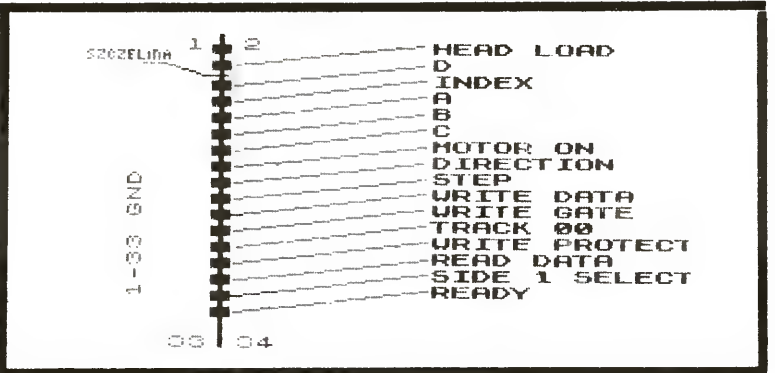 1 2
SZCZELINA
HEAD LOAD
D
INDEX
A
B
C
MOTOR ON
DIRECTION
STEP
WRITE DATA
WRITE GATE
TRACK 00
WRITE PROTECT
READ DATA
SIDE 1 SELECT
READY
1-33 GND
33 34